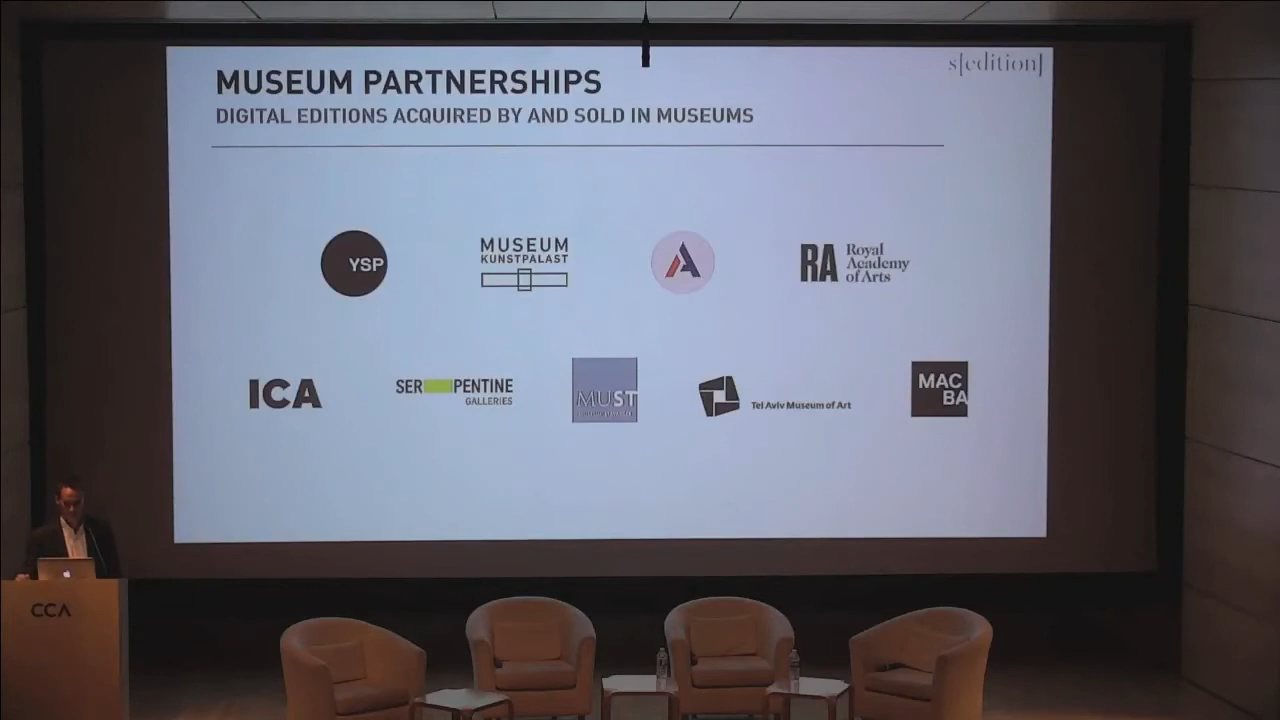 s[edition]
MUSEUM PARTNERSHIPS
DIGITAL EDITIONS ACQUIRED BY AND SOLD IN MUSEUMS
YSP
MUSEUM
KUNSTPALAST
A
RA
Royal
Academy
of Arts
ICA
SERPENTINE
GALLERIES
MUST
Tel Aviv Museum of Art
MAC
BA
CCA